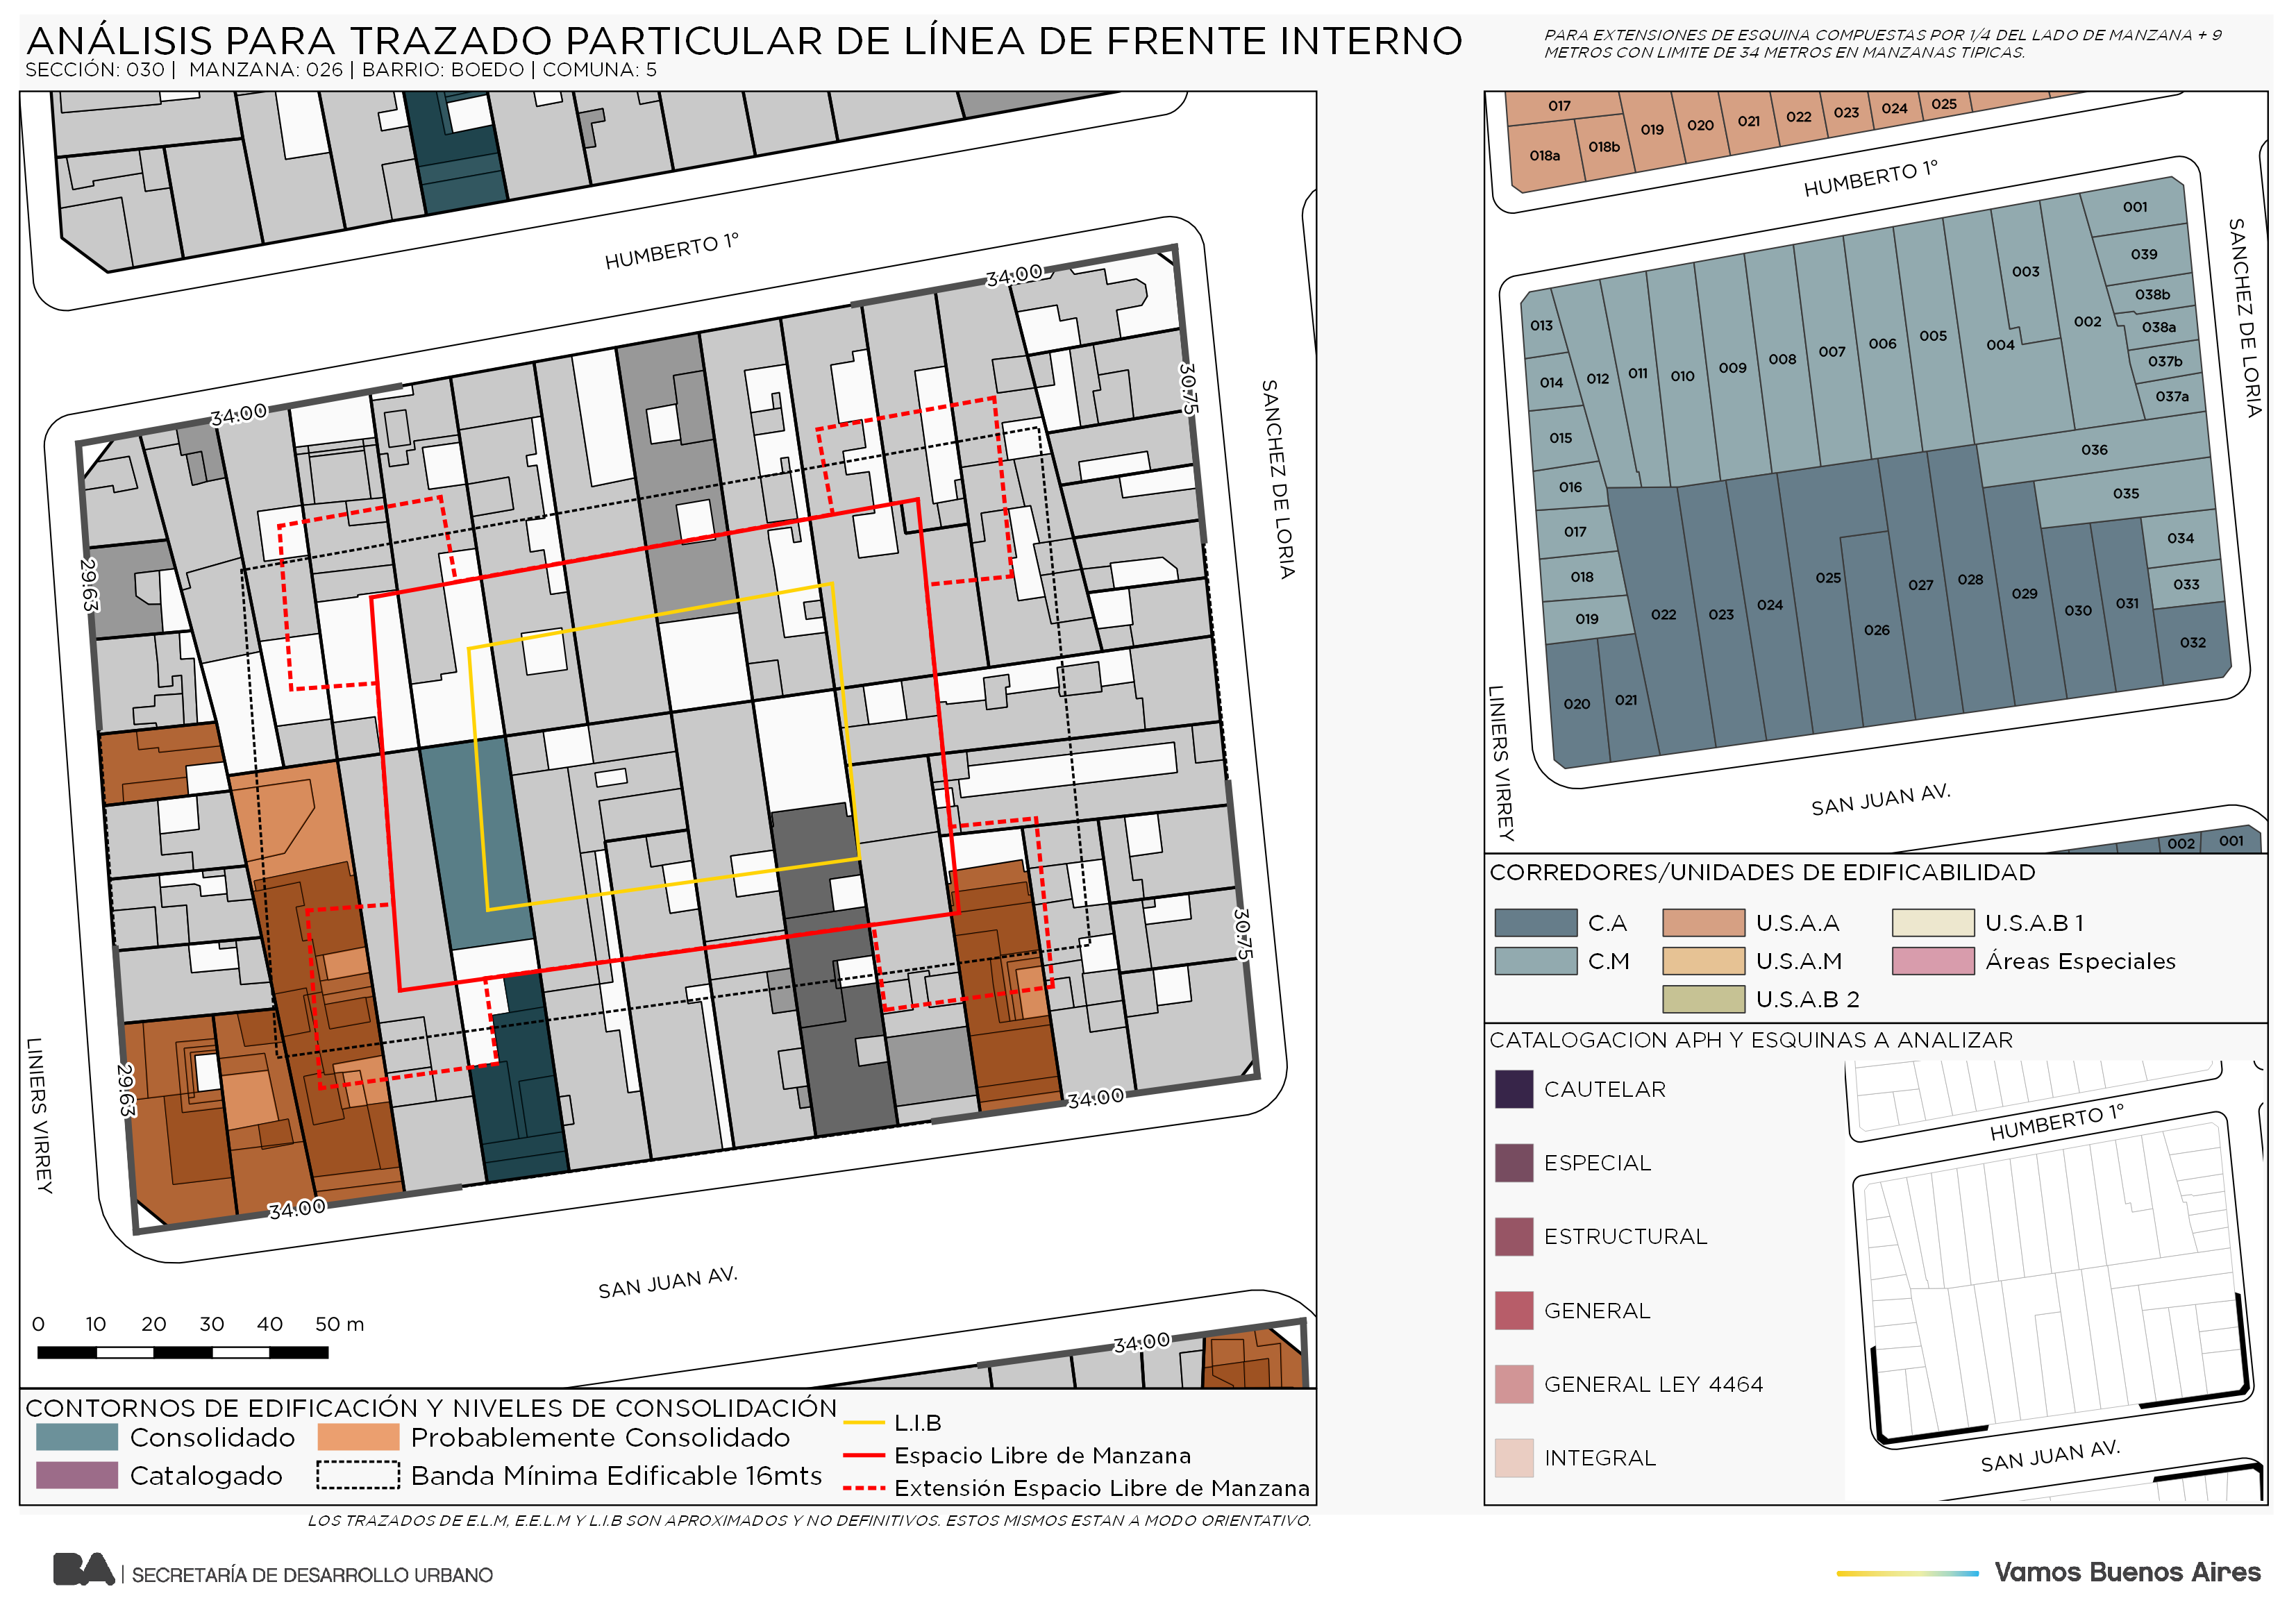 ANÁLISIS PARA TRAZADO PARTICULAR DE LÍNEA DE FRENTE INTERNO
SECCIÓN: 030 | MANZANA: 026 | BARRIO: BOEDO | COMUNA: 5
PARA EXTENSIONES DE ESQUINA COMPUESTAS POR 1/4 DEL LADO DE MANZANA + 9
METROS CON LIMITE DE 34 METROS EN MANZANAS TIPICAS.
HUMBERTO 1°
34.00
34.00
30.75
SANCHEZ DE LORIA
29.63
30.75
29.63
LINIERS VIRREY
34.00
34.00
SAN JUAN AV.
34.00
0 10 20 30 40 50 m
CONTORNOS DE EDIFICACIÓN Y NIVELES DE CONSOLIDACIÓN
Consolidado
Probablemente Consolidado
Catalogado
Banda Mínima Edificable 16mts
L.I.B
Espacio Libre de Manzana
Extensión Espacio Libre de Manzana
LOS TRAZADOS DE E.L.M, E.E.L.M Y L.I.B SON APROXIMADOS Y NO DEFINITIVOS. ESTOS MISMOS ESTAN A MODO ORIENTATIVO.
017
018a
018b
019
020
021
022
023
024
025
HUMBERTO 1°
SANCHEZ DE LORIA
001
039
038b
038a
037b
037a
002
003
004
005
006
007
008
009
010
011
012
013
014
015
016
017
018
019
020
021
022
023
024
025
026
027
028
029
030
031
032
033
034
035
036
LINIERS VIRREY
SAN JUAN AV.
002
001
CORREDORES/UNIDADES DE EDIFICABILIDAD
C.A
U.S.A.A
U.S.A.B 1
C.M
U.S.A.M
Áreas Especiales
U.S.A.B 2
CATALOGACION APH Y ESQUINAS A ANALIZAR
CAUTELAR
ESPECIAL
ESTRUCTURAL
GENERAL
GENERAL LEY 4464
INTEGRAL
HUMBERTO 1°
SAN JUAN AV.
BA | SECRETARÍA DE DESARROLLO URBANO
Vamos Buenos Aires